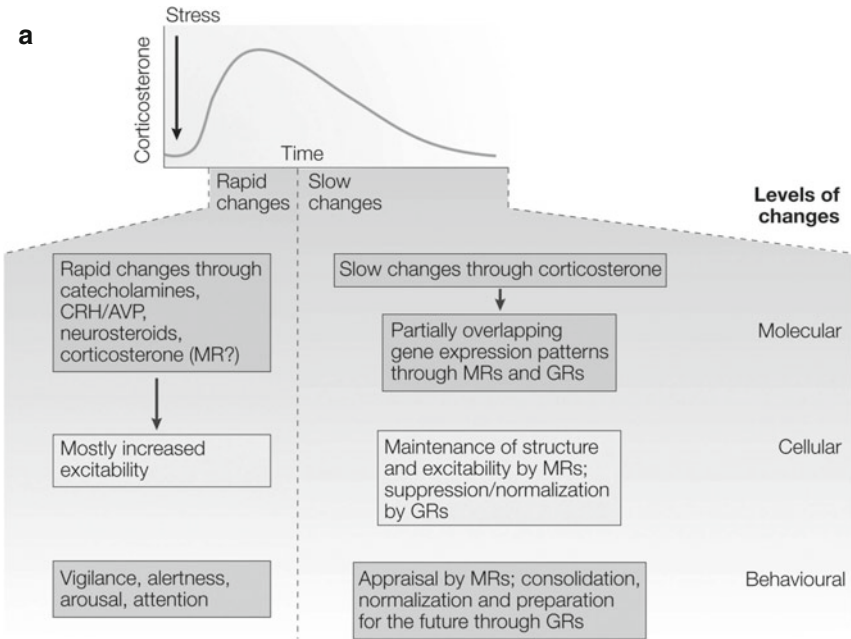 a
Stress
Corticosterone
Time
Rapid
changes
Slow
changes
Levels of
changes
Rapid changes through
catecholamines,
CRH/AVP,
neurosteroids,
corticosterone (MR?)
Slow changes through corticosterone
Partially overlapping
gene expression patterns
through MRs and GRs
Molecular
Mostly increased
excitability
Maintenance of structure
and excitability by MRs;
suppression/normalization
by GRs
Cellular
Vigilance, alertness,
arousal, attention
Appraisal by MRs; consolidation,
normalization and preparation
for the future through GRs
Behavioural